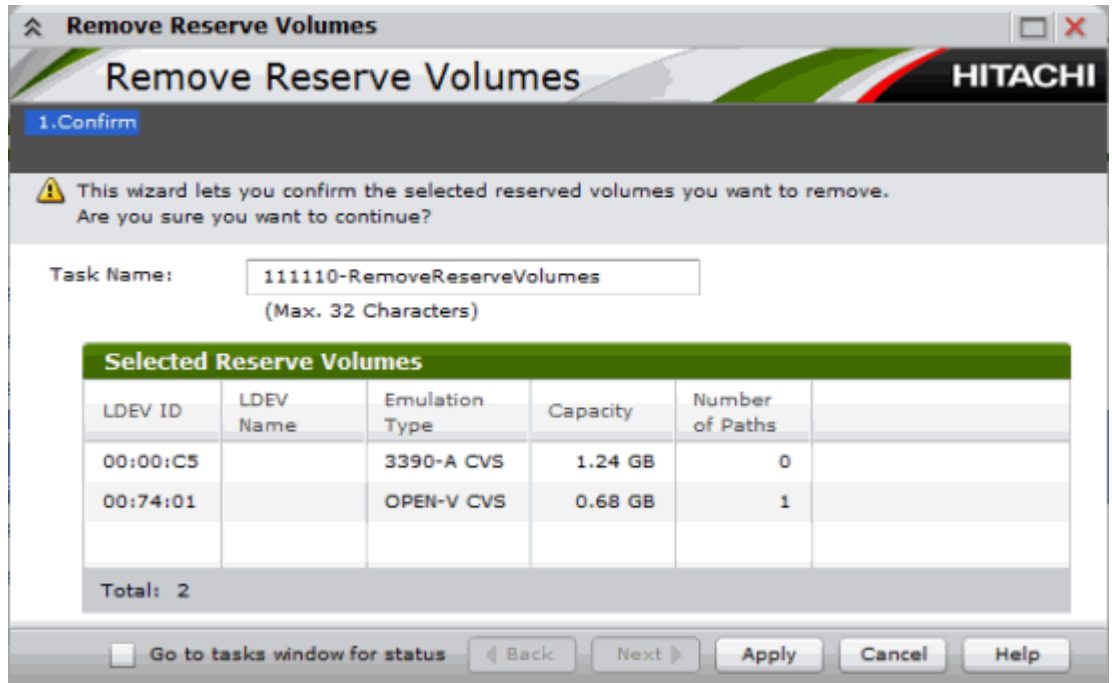 Remove Reserve Volumes
Remove Reserve Volumes
HITACHI
1.Confirm
This wizard lets you confirm the selected reserved volumes you want to remove.
Are you sure you want to continue?
Task Name: 111110-RemoveReserveVolumes
(Max. 32 Characters)
Selected Reserve Volumes
LDEV ID LDEV Name Emulation Type Capacity Number of Paths
00:00:C5 3390-A CVS 1.24 GB 0
00:74:01 OPEN-V CVS 0.68 GB 1
Total: 2
Go to tasks window for status Back Next Apply Cancel Help